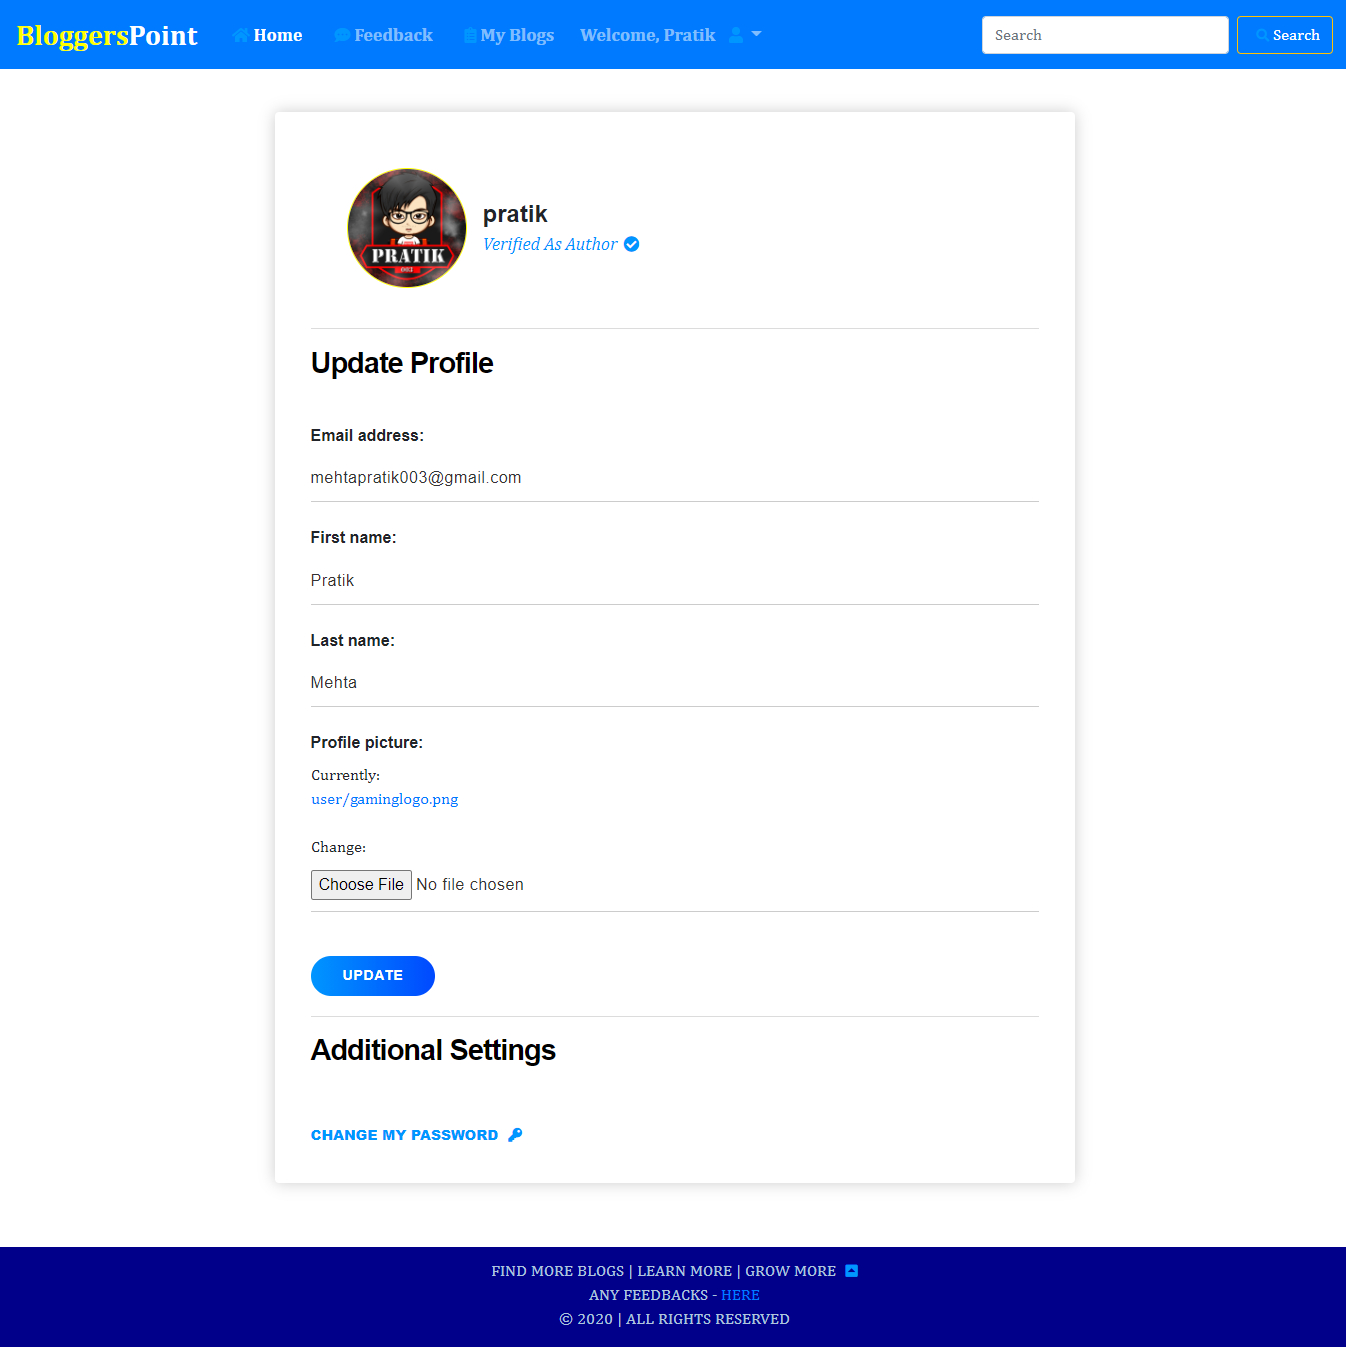 BloggersPoint Home Feedback My Blogs Welcome, Pratik Search Search
PRATIK
003
pratik
Verified As Author
Update Profile
Email address:
mehtapratik003@gmail.com
First name:
Pratik
Last name:
Mehta
Profile picture:
Currently:
user/gaminglogo.png
Change:
Choose File No file chosen
UPDATE
Additional Settings
CHANGE MY PASSWORD
FIND MORE BLOGS | LEARN MORE | GROW MORE
ANY FEEDBACKS - HERE
© 2020 | ALL RIGHTS RESERVED